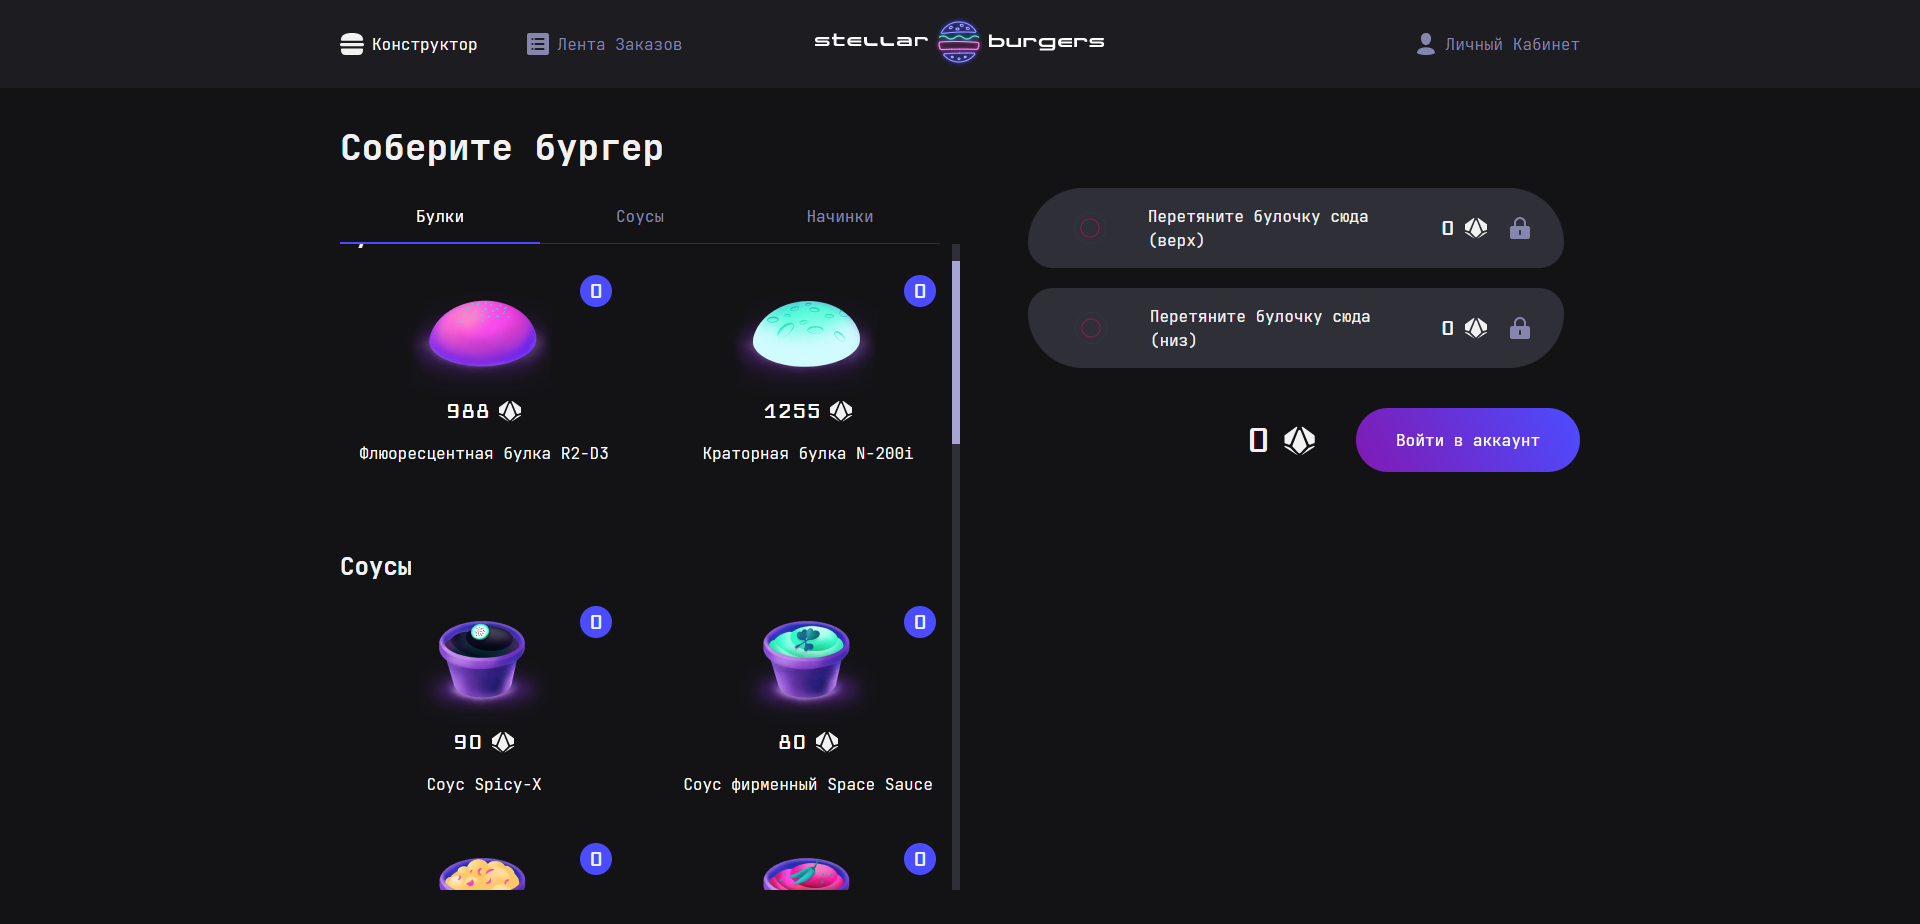 Конструктор
Лента Заказов
stellar burgers
Личный Кабинет
Соберите бургер
Булки
Соусы
Начинки
0
0
988
1255
Флюоресцентная булка R2-D3
Краторная булка N-200i
Соусы
0
0
90
80
Соус Spicy-X
Соус фирменный Space Sauce
0
0
Перетяните булочку сюда
(верх)
0
Перетяните булочку сюда
(низ)
0
0
Войти в аккаунт